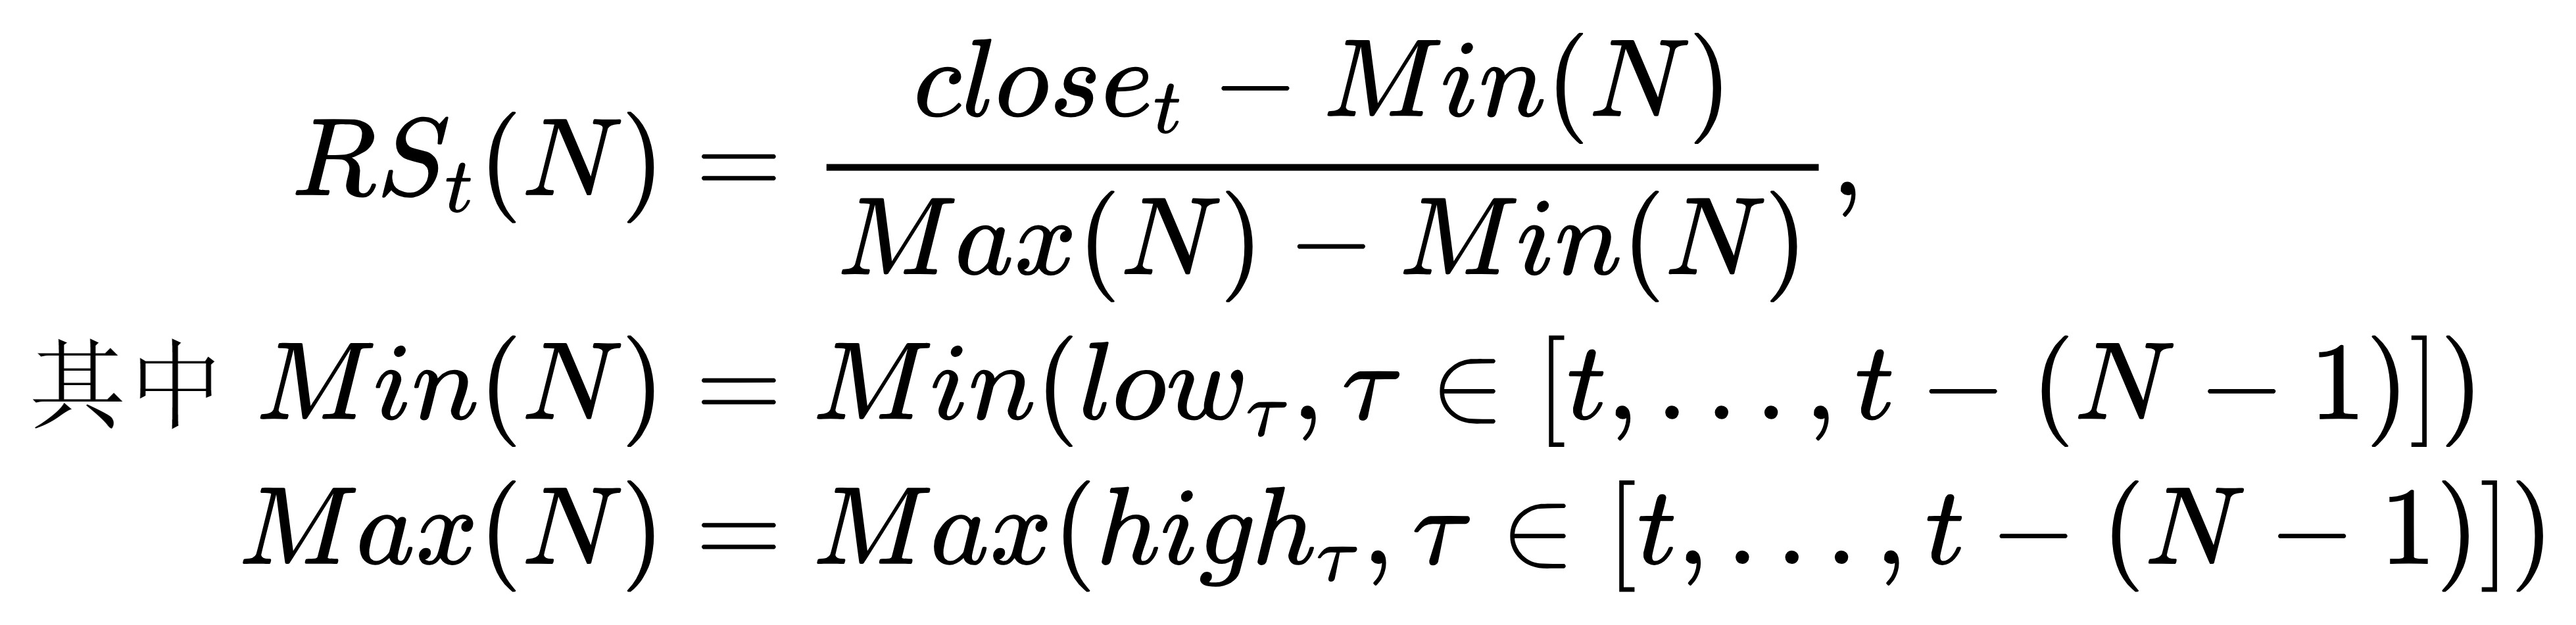 RS_t(N) = \frac{close_t - Min(N)}{Max(N) - Min(N)},
其中 Min(N) = Min(low_τ, τ ∈ [t, ..., t - (N - 1)])
Max(N) = Max(high_τ, τ ∈ [t, ..., t - (N - 1)])